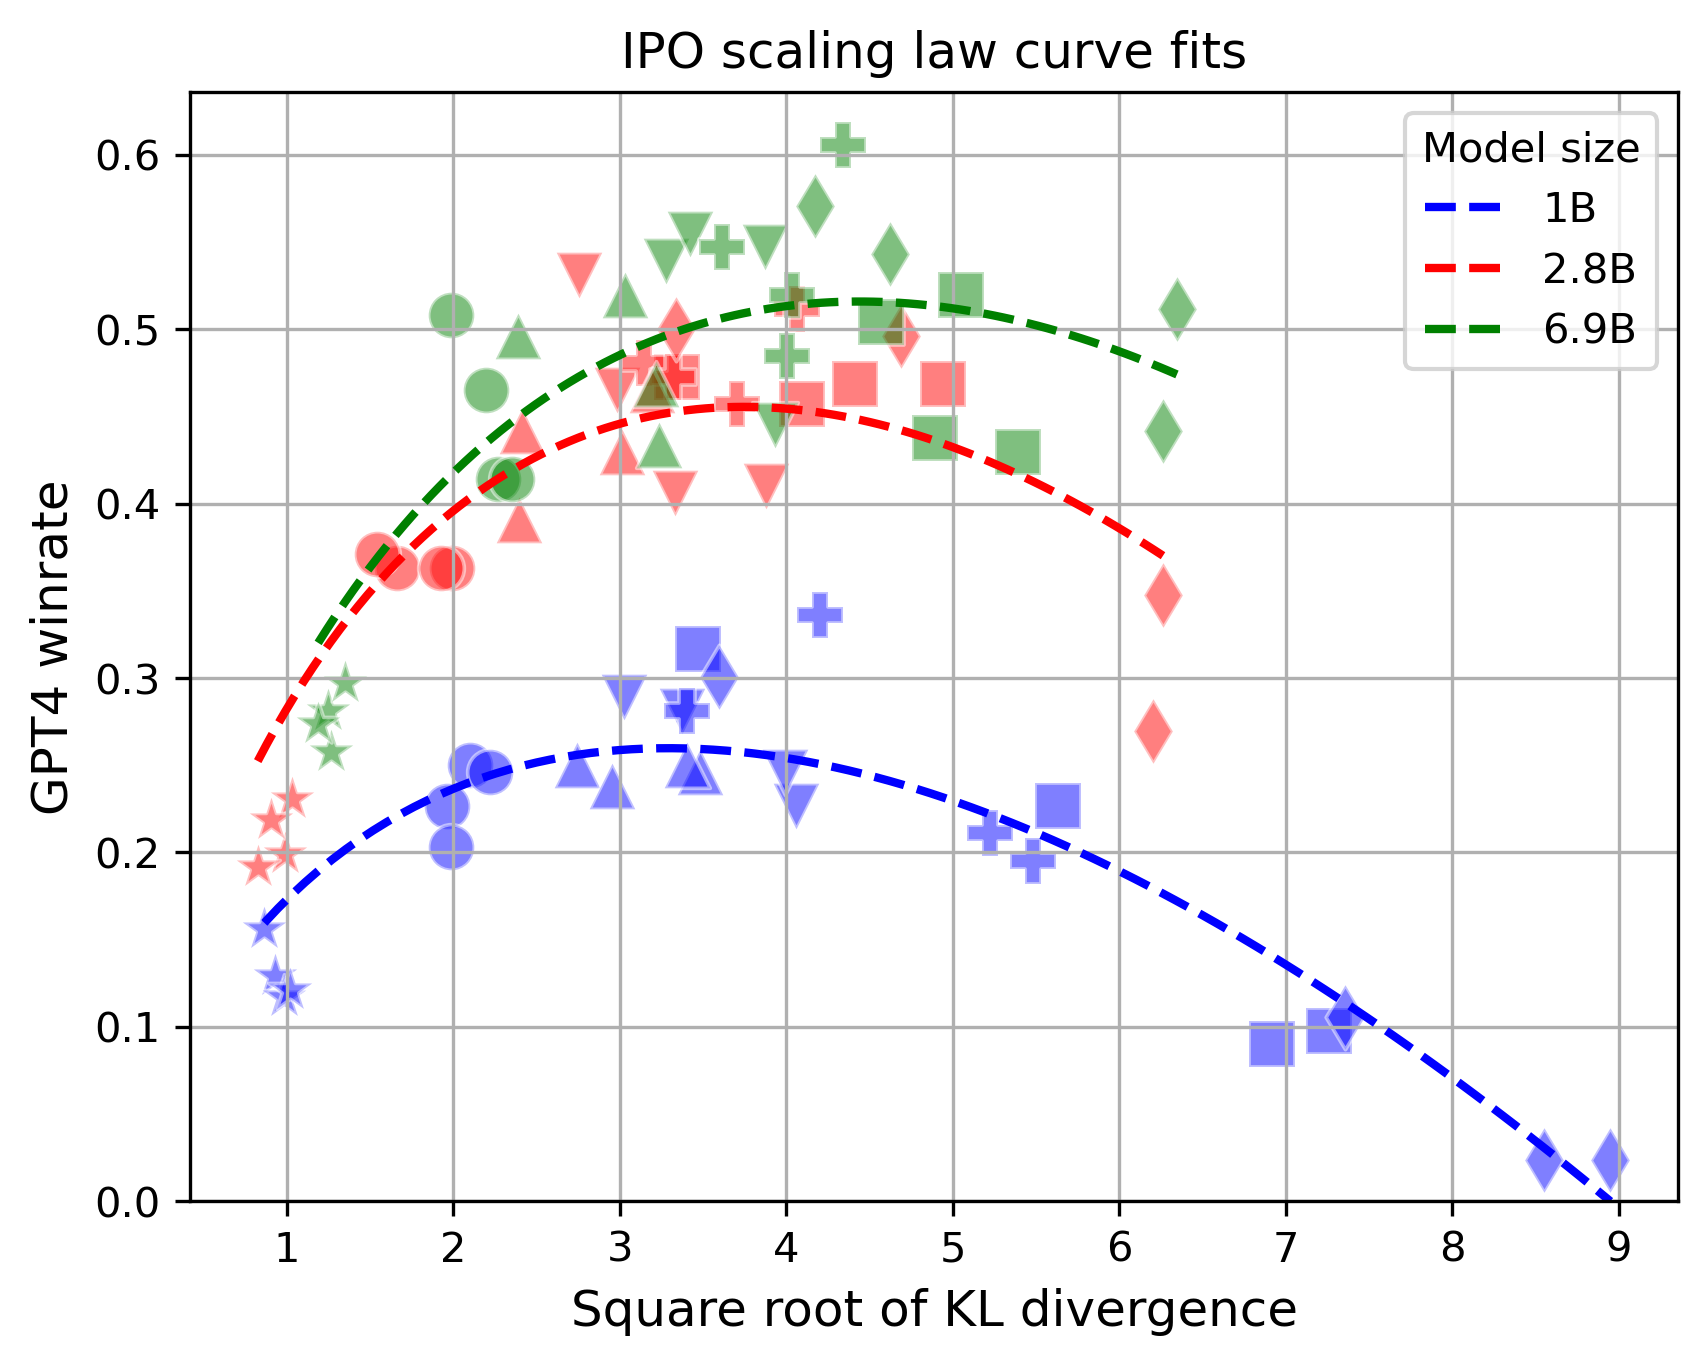 IPO scaling law curve fits
Model size
1B
2.8B
6.9B
GPT4 winrate
0.6
0.5
0.4
0.3
0.2
0.1
0.0
1 2 3 4 5 6 7 8 9
Square root of KL divergence